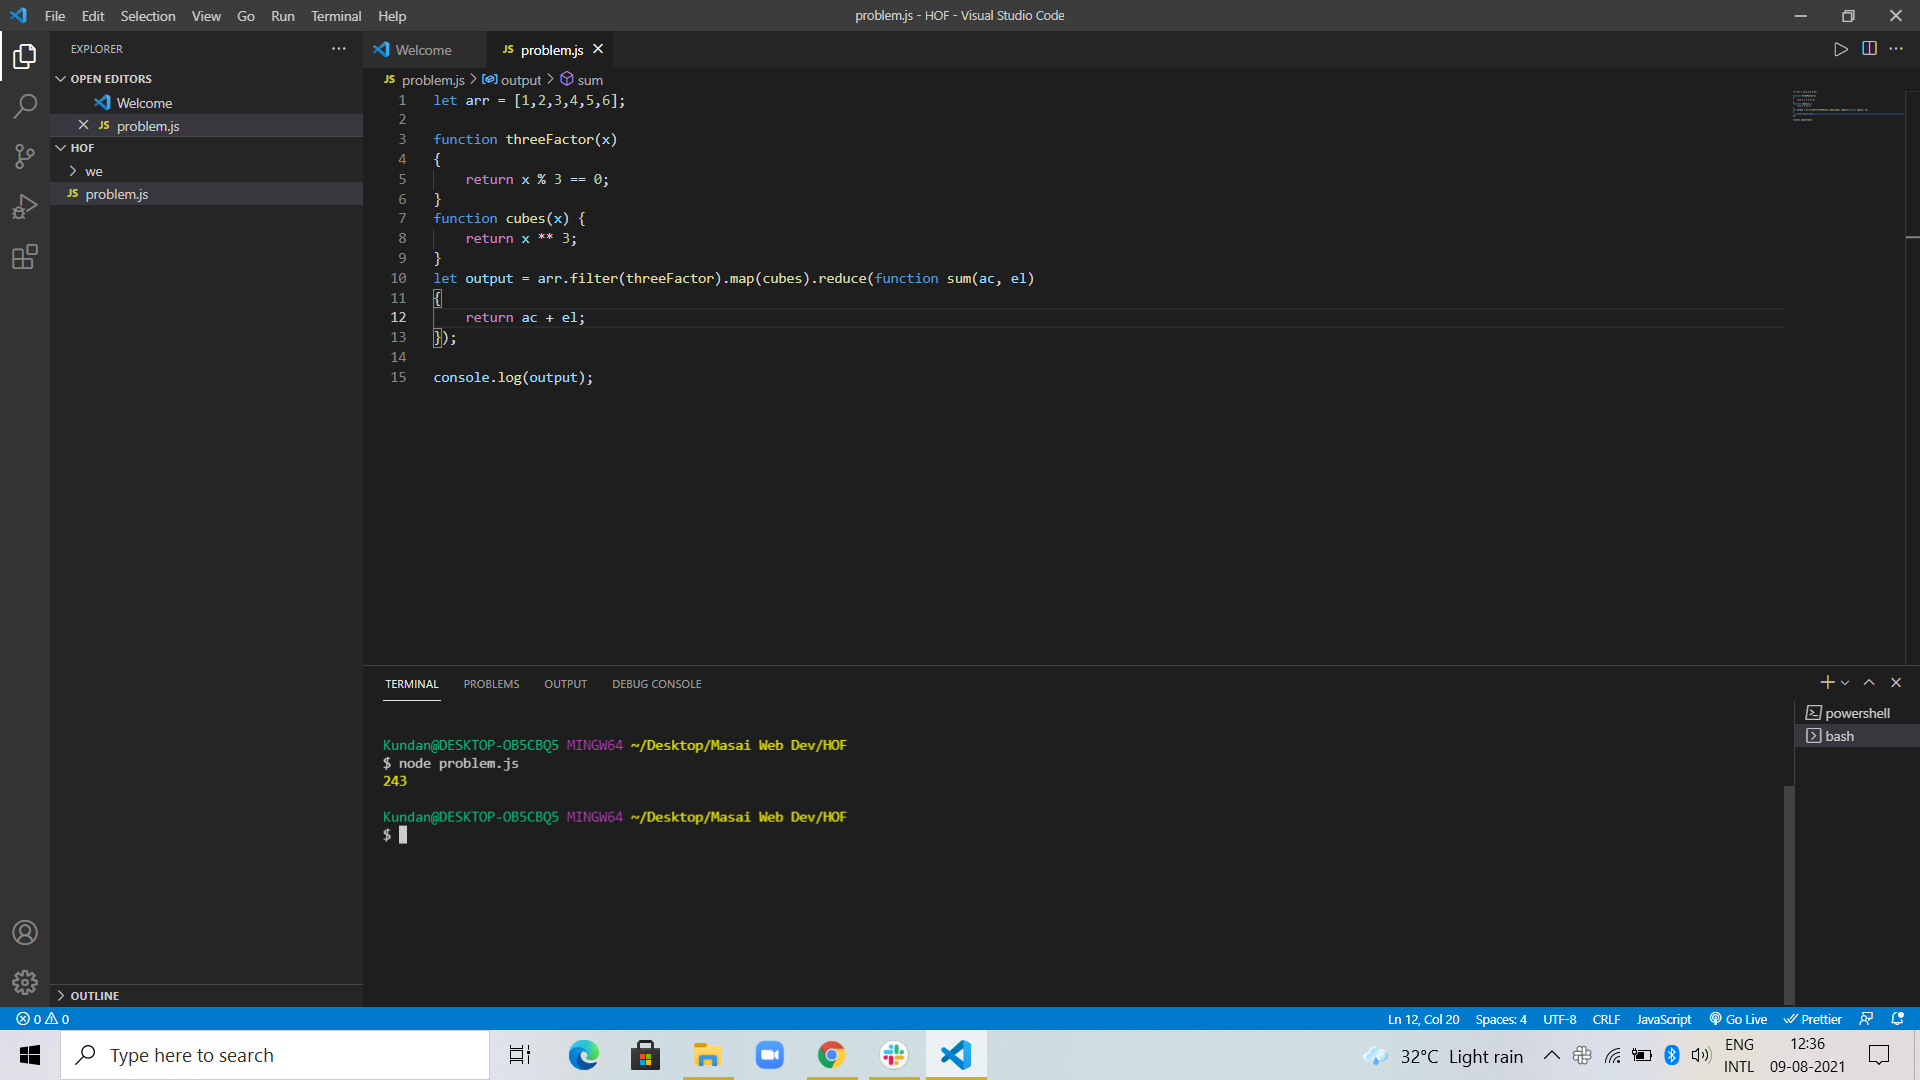 File Edit Selection View Go Run Terminal Help
problem.js - HOF - Visual Studio Code
EXPLORER
OPEN EDITORS
Welcome
JS problem.js
HOF
we
JS problem.js
OUTLINE
Welcome
JS problem.js
JS problem.js > output > sum
1 let arr = [1,2,3,4,5,6];
2
3 function threeFactor(x)
4 {
5 return x % 3 == 0;
6 }
7 function cubes(x) {
8 return x ** 3;
9 }
10 let output = arr.filter(threeFactor).map(cubes).reduce(function sum(ac, el)
11 {
12 return ac + el;
13 });
14
15 console.log(output);
TERMINAL PROBLEMS OUTPUT DEBUG CONSOLE
Kundan@DESKTOP-OB5CBQ5 MINGW64 ~/Desktop/Masai Web Dev/HOF
$ node problem.js
243
Kundan@DESKTOP-OB5CBQ5 MINGW64 ~/Desktop/Masai Web Dev/HOF
$
powershell
bash
0 0
Ln 12, Col 20 Spaces: 4 UTF-8 CRLF JavaScript Go Live Prettier
Type here to search
32°C Light rain
ENG
INTL
12:36
09-08-2021